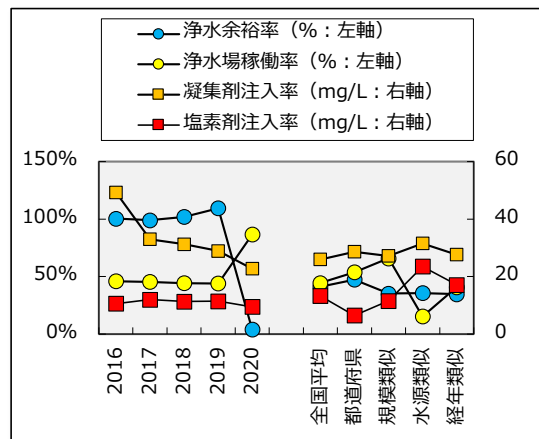 浄水余裕率（%：左軸）
浄水場稼働率（%：左軸）
凝集剤注入率（mg/L：右軸）
塩素剤注入率（mg/L：右軸）
150%
100%
50%
0%
60
40
20
0
2016
2017
2018
2019
2020
全国平均
都道府県
規模類似
水源類似
経年類似